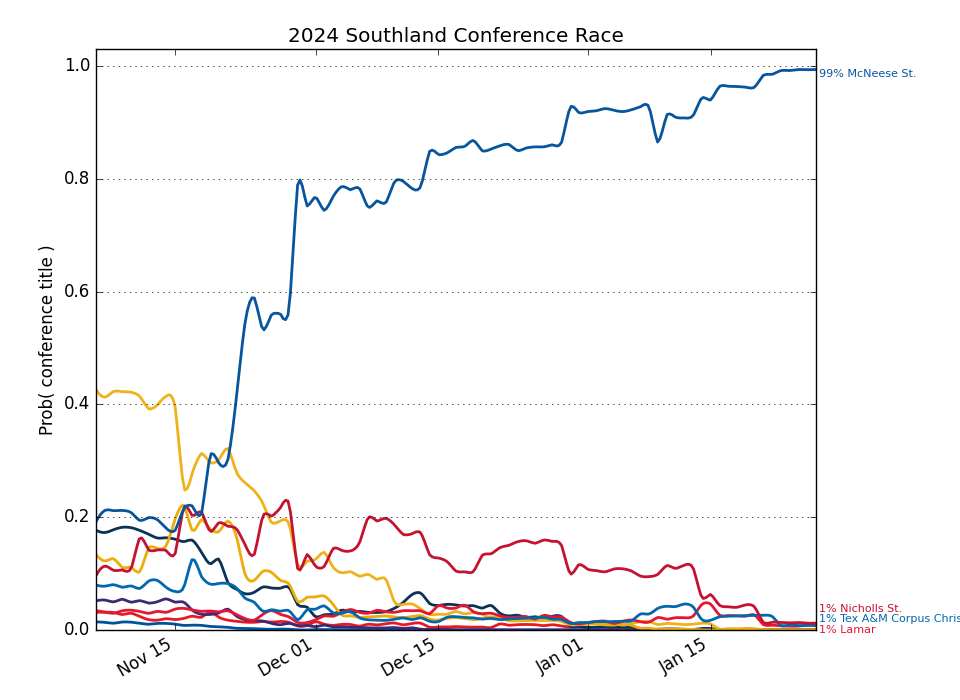 2024 Southland Conference Race
Prob( conference title )
1.0
0.8
0.6
0.4
0.2
0.0
Nov 15
Dec 01
Dec 15
Jan 01
Jan 15
99% McNeese St.
1% Nicholls St.
1% Tex A&M Corpus Chris
1% Lamar